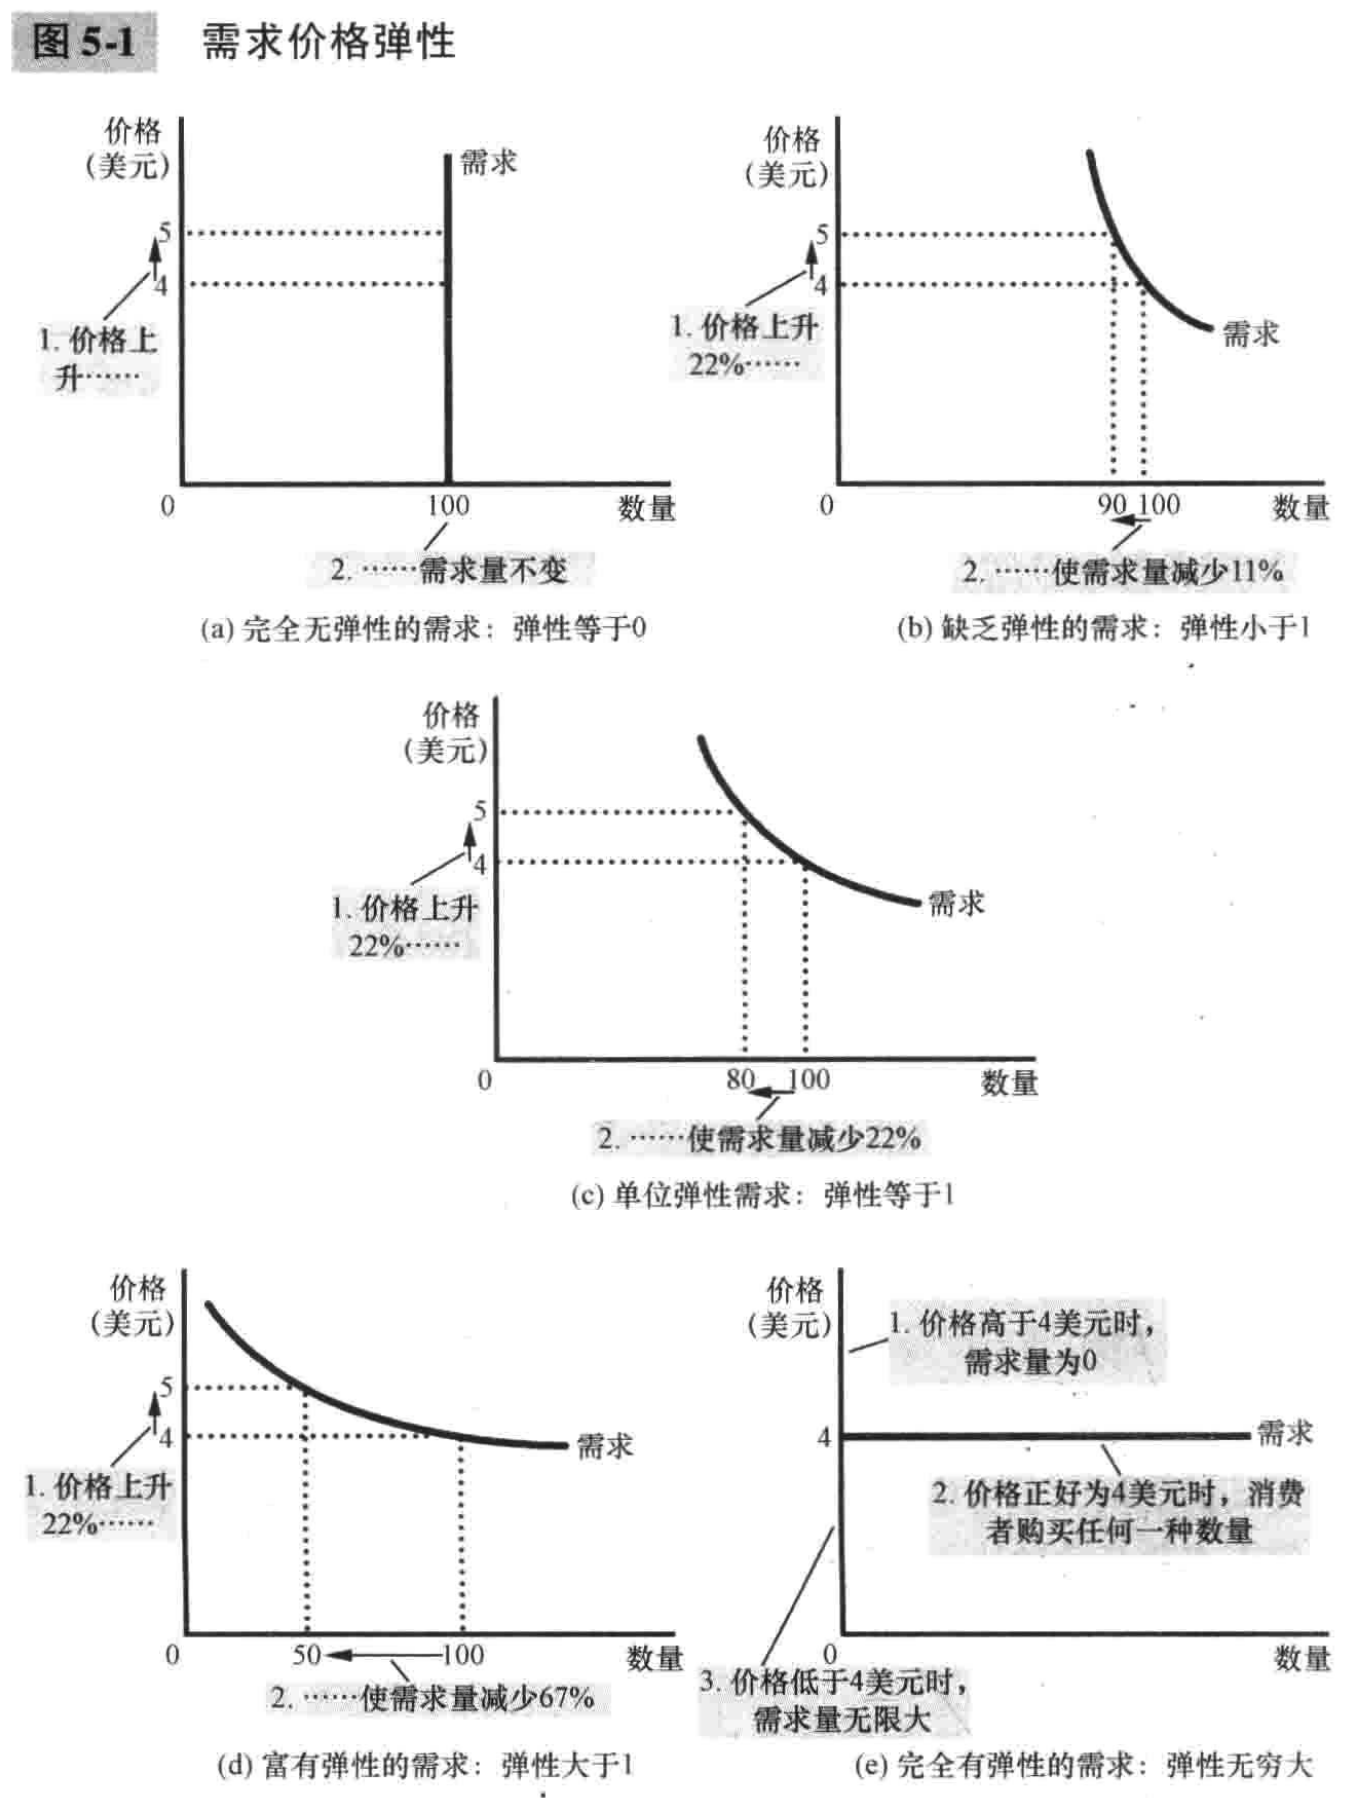 图 5-1 需求价格弹性
价格
(美元)
需求
5
4
1. 价格上
升······
0
100
数量
2. ······需求量不变
(a) 完全无弹性的需求：弹性等于0
价格
(美元)
5
4
1. 价格上升
22%······
需求
0
90
100
数量
2. ······使需求量减少11%
(b) 缺乏弹性的需求：弹性小于1
价格
(美元)
5
4
1. 价格上升
22%······
需求
0
80
100
数量
2. ······使需求量减少22%
(c) 单位弹性需求：弹性等于1
价格
(美元)
5
4
1. 价格上升
22%······
需求
0
50
100
数量
2. ······使需求量减少67%
(d) 富有弹性的需求：弹性大于1
价格
(美元)
1. 价格高于4美元时，
需求量为0
4
需求
2. 价格正好为4美元时，消费
者购买任何一种数量
0
数量
3. 价格低于4美元时，
需求量无限大
(e) 完全有弹性的需求：弹性无穷大